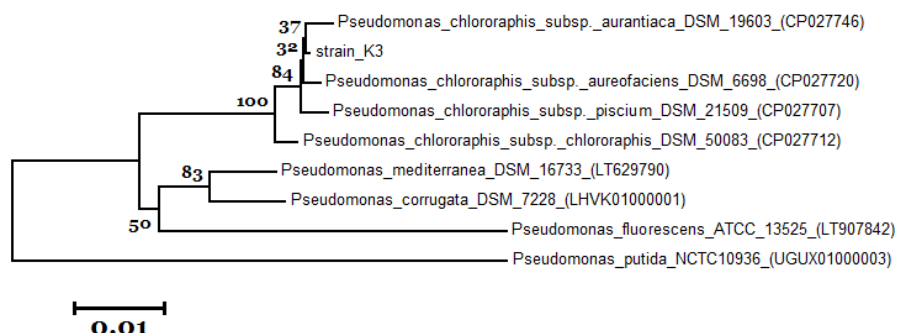 Pseudomonas_chlororaphis_subsp._aurantiaca_DSM_19603_(CP027746)
37
strain_K3
32
Pseudomonas_chlororaphis_subsp._aureofaciens_DSM_6698_(CP027720)
84
Pseudomonas_chlororaphis_subsp._piscium_DSM_21509_(CP027707)
100
Pseudomonas_chlororaphis_subsp._chlororaphis_DSM_50083_(CP027712)
Pseudomonas_mediterranea_DSM_16733_(LT629790)
83
Pseudomonas_corrugata_DSM_7228_(LHVK01000001)
50
Pseudomonas_fluorescens_ATCC_13525_(LT907842)
Pseudomonas_putida_NCTC10936_(UGUX01000003)
0.01